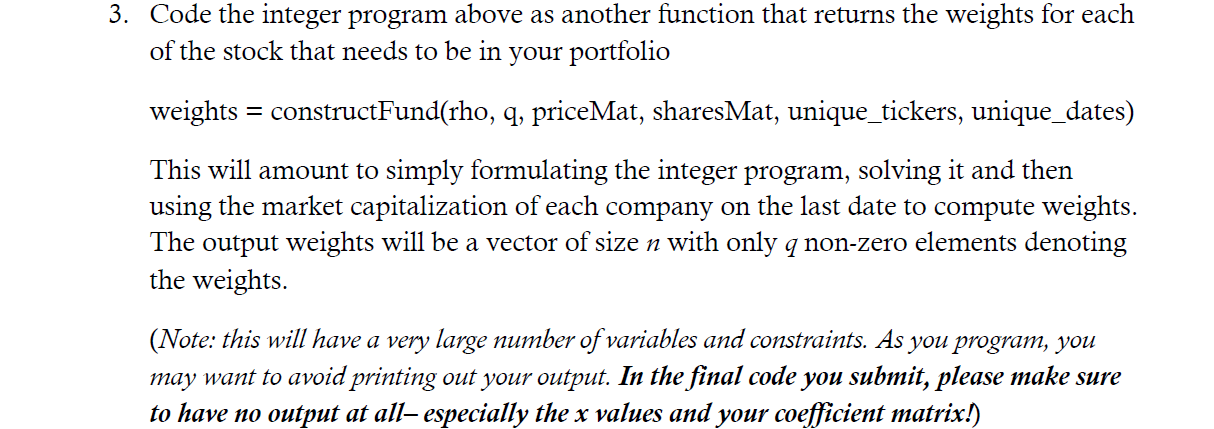 3. Code the integer program above as another function that returns the weights for each
of the stock that needs to be in your portfolio
weights = constructFund(rho, q, priceMat, sharesMat, unique_tickers, unique_dates)
This will amount to simply formulating the integer program, solving it and then
using the market capitalization of each company on the last date to compute weights.
The output weights will be a vector of size n with only q non-zero elements denoting
the weights.
(Note: this will have a very large number of variables and constraints. As you program, you
may want to avoid printing out your output. In the final code you submit, please make sure
to have no output at all– especially the x values and your coefficient matrix!)